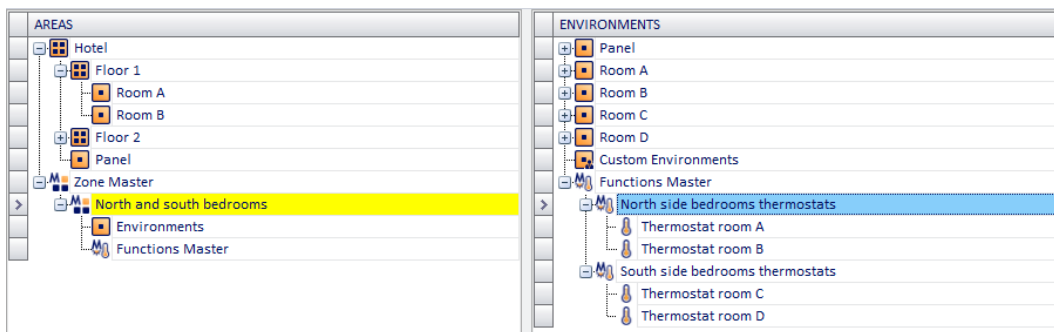 AREAS
Hotel
Floor 1
Room A
Room B
Floor 2
Panel
Zone Master
North and south bedrooms
Environments
Functions Master
ENVIRONMENTS
Panel
Room A
Room B
Room C
Room D
Custom Environments
Functions Master
North side bedrooms thermostats
Thermostat room A
Thermostat room B
South side bedrooms thermostats
Thermostat room C
Thermostat room D